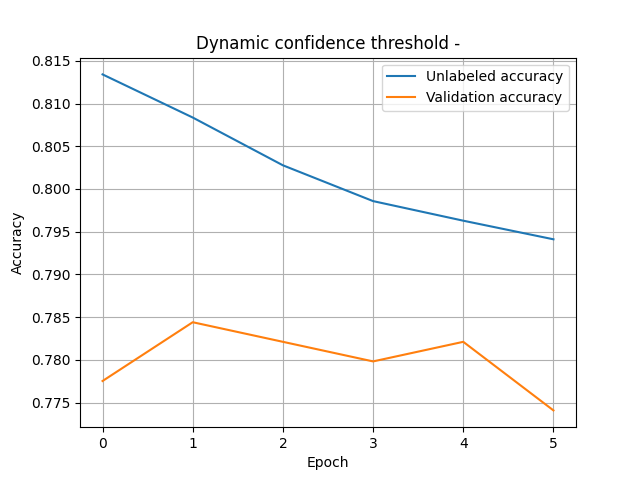 Dynamic confidence threshold -
Unlabeled accuracy
Validation accuracy
0.815
0.810
0.805
0.800
0.795
0.790
0.785
0.780
0.775
Accuracy
0 1 2 3 4 5
Epoch